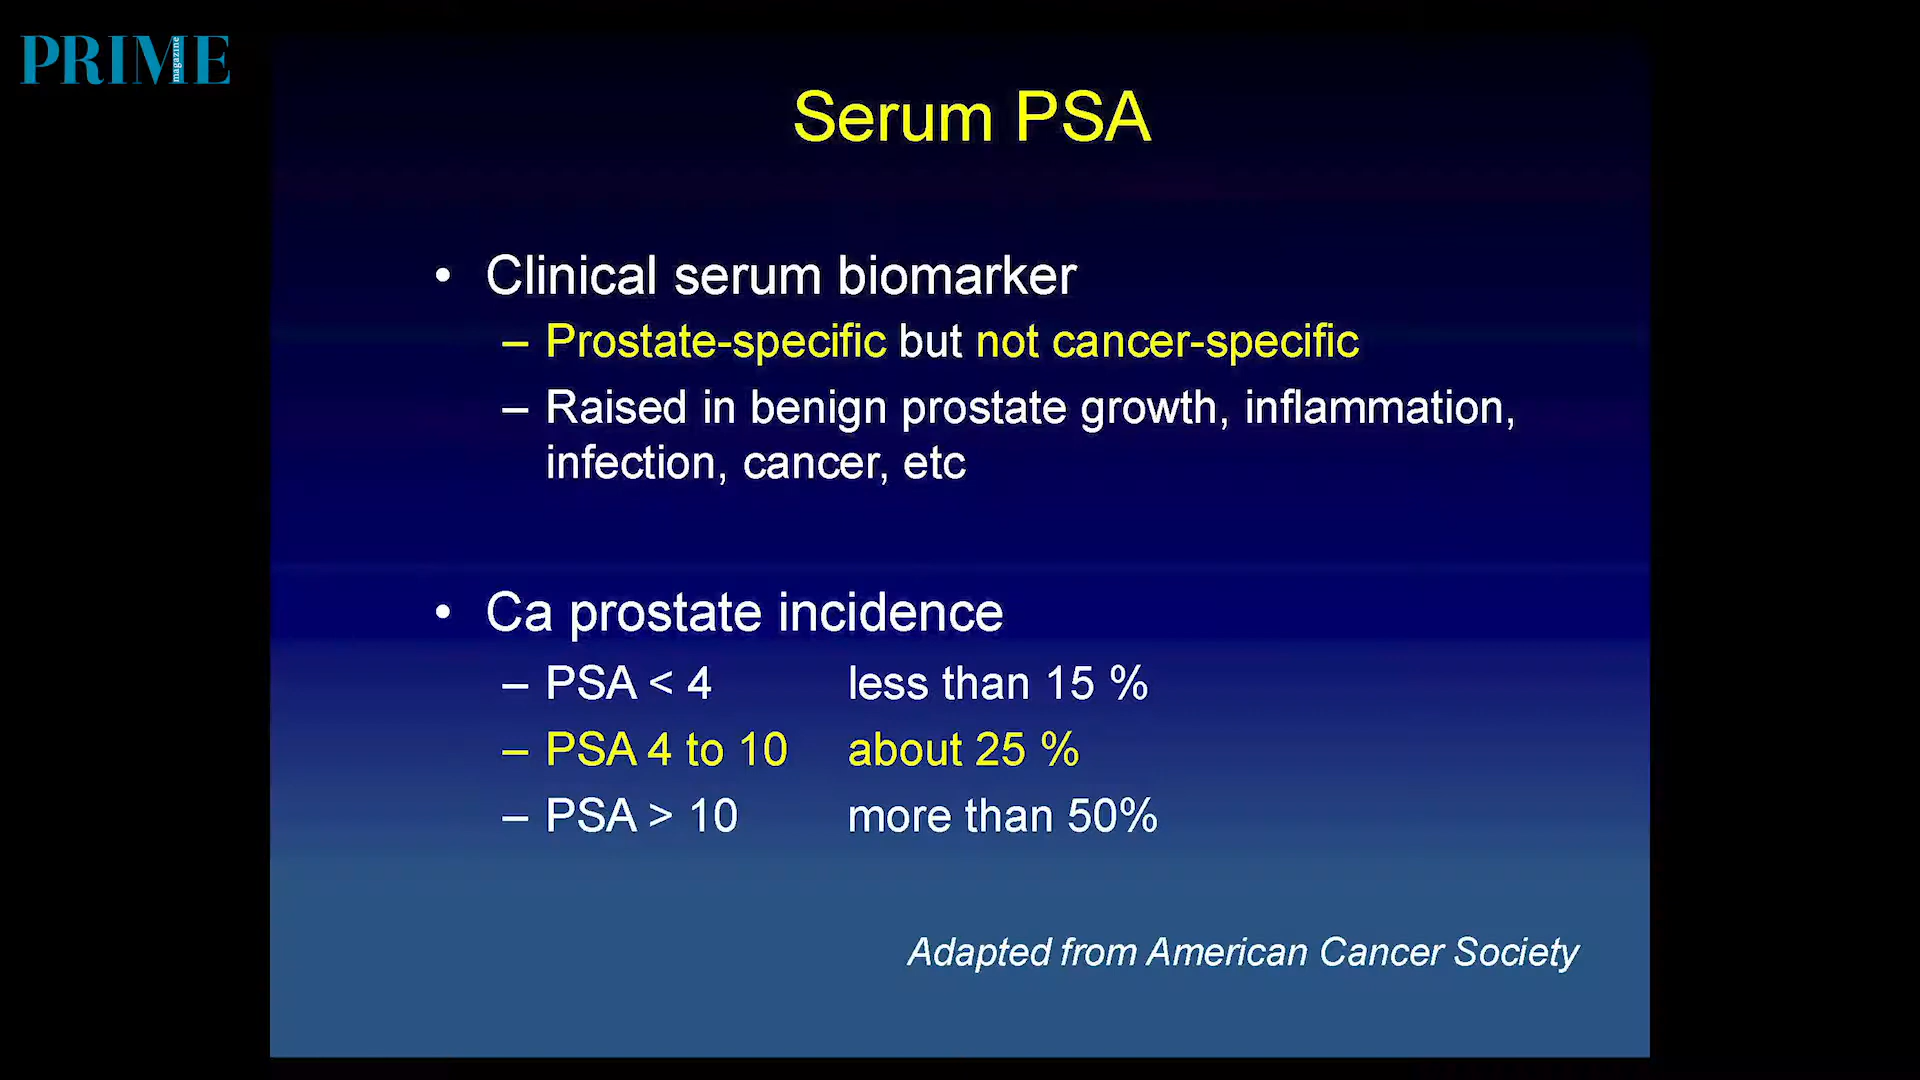 PRIME
magazine
Serum PSA
• Clinical serum biomarker
– Prostate-specific but not cancer-specific
– Raised in benign prostate growth, inflammation,
infection, cancer, etc
• Ca prostate incidence
– PSA < 4 less than 15 %
– PSA 4 to 10 about 25 %
– PSA > 10 more than 50%
Adapted from American Cancer Society